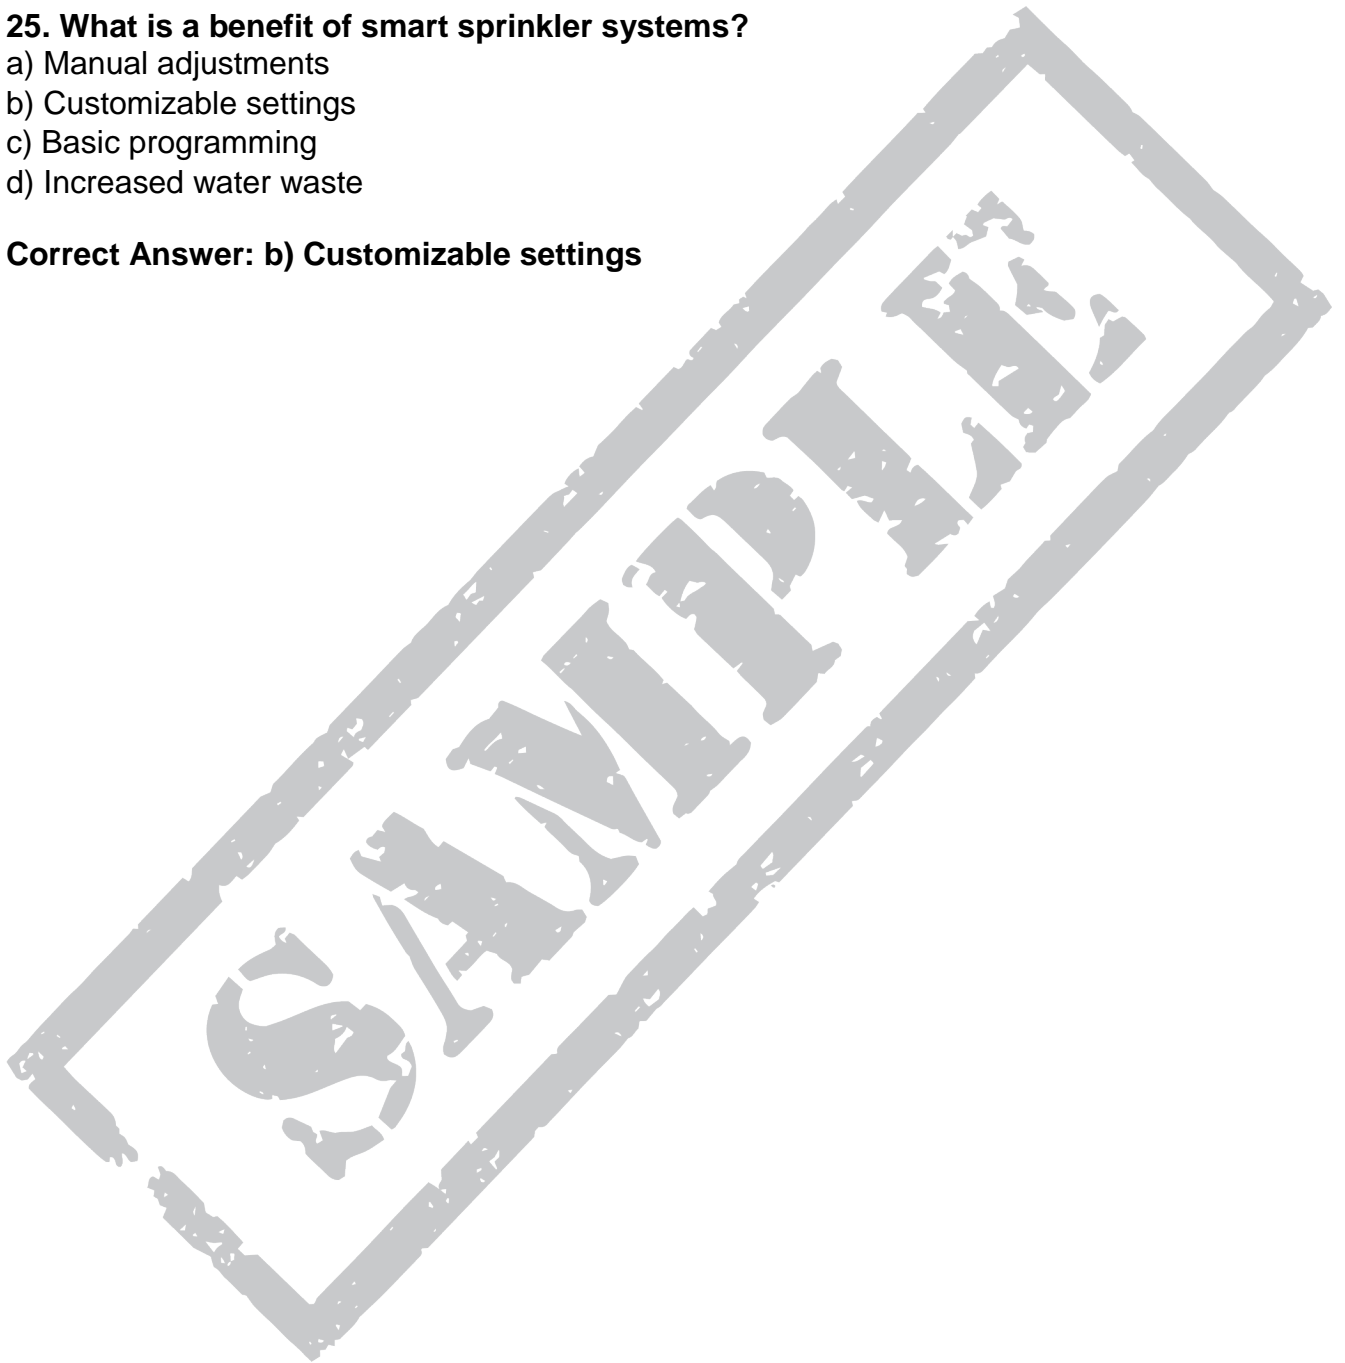 25. What is a benefit of smart sprinkler systems?
a) Manual adjustments
b) Customizable settings
c) Basic programming
d) Increased water waste
Correct Answer: b) Customizable settings
SAMPLE